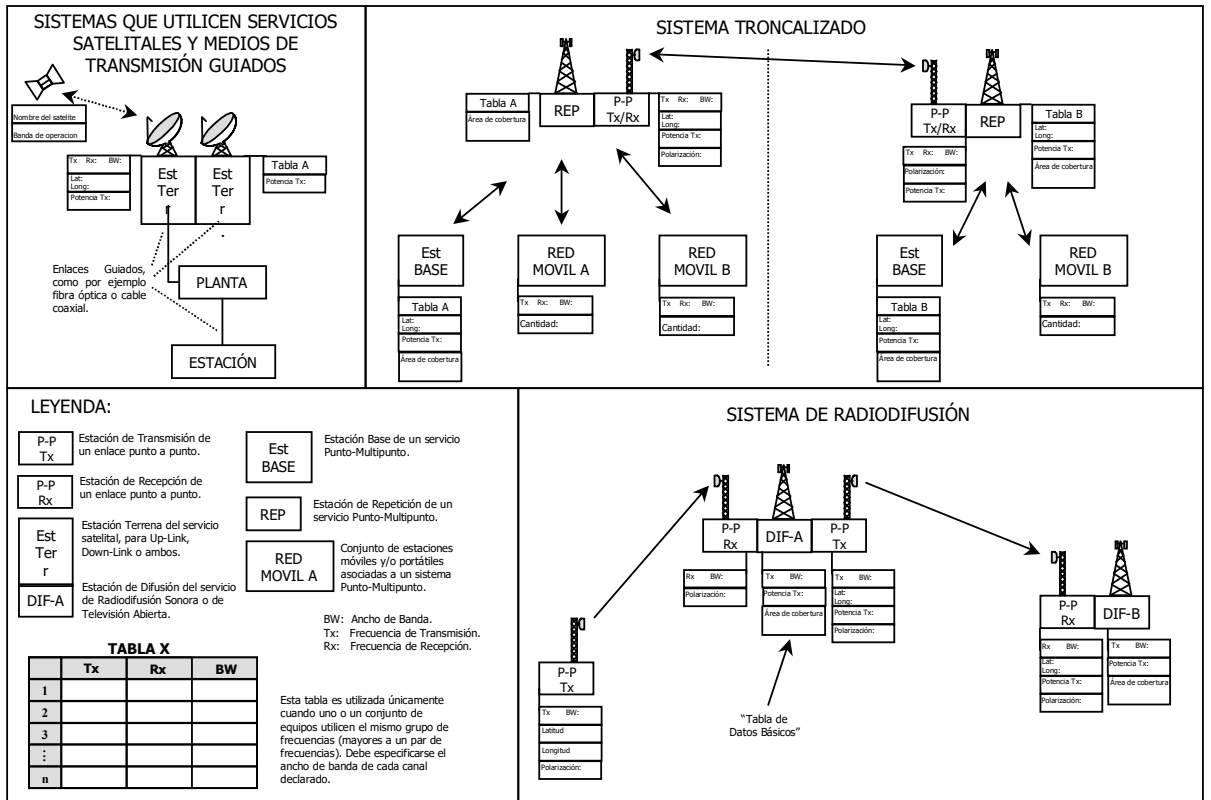 SISTEMAS QUE UTILICEN SERVICIOS
SATELITALES Y MEDIOS DE
TRANSMISIÓN GUIADOS
Nombre del satelite
Banda de operacion
Tx Rx: BW:
Lat:
Long:
Potencia Tx:
Est
Ter
r
Est
Ter
r
.
Tabla A
Potencia Tx:
Enlaces Guiados,
como por ejemplo
fibra óptica o cable
coaxial.
PLANTA
ESTACIÓN
SISTEMA TRONCALIZADO
Tabla A
Área de cobertura
REP
P-P
Tx/Rx
Tx Rx: BW:
Lat:
Long:
Potencia Tx:
Polarización:
Est
BASE
Tabla A
Lat:
Long:
Potencia Tx:
Área de cobertura
RED
MOVIL A
Tx Rx: BW:
Cantidad:
RED
MOVIL B
Tx Rx: BW:
Cantidad:
P-P
Tx/Rx
Tx Rx: BW:
Polarización:
Potencia Tx:
REP
Tabla B
Lat:
Long:
Potencia Tx:
Área de cobertura
Est
BASE
Tabla B
Lat:
Long:
Potencia Tx:
Área de cobertura
RED
MOVIL B
Tx Rx: BW:
Cantidad:
LEYENDA:
P-P
Tx
Estación de Transmisión de
un enlace punto a punto.
P-P
Rx
Estación de Recepción de
un enlace punto a punto.
Est
Ter
r
Estación Terrena del servicio
satelital, para Up-Link,
Down-Link o ambos.
DIF-A
Estación de Difusión del servicio
de Radiodifusión Sonora o de
Televisión Abierta.
Est
BASE
Estación Base de un servicio
Punto-Multipunto.
REP
Estación de Repetición de un
servicio Punto-Multipunto.
RED
MOVIL A
Conjunto de estaciones
móviles y/o portátiles
asociadas a un sistema
Punto-Multipunto.
BW: Ancho de Banda.
Tx: Frecuencia de Transmisión.
Rx: Frecuencia de Recepción.
TABLA X
Tx Rx BW
1
2
3
⋮
n
Esta tabla es utilizada únicamente
cuando uno o un conjunto de
equipos utilicen el mismo grupo de
frecuencias (mayores a un par de
frecuencias). Debe especificarse el
ancho de banda de cada canal
declarado.
SISTEMA DE RADIODIFUSIÓN
P-P
Tx
Tx BW:
Latitud
Longitud
Polarización:
P-P
Rx
Rx BW:
Polarización:
DIF-A
Tx BW:
Potencia Tx:
Área de cobertura
P-P
Tx
Tx BW:
Lat:
Long:
Potencia Tx:
Polarización:
"Tabla de
Datos Básicos"
P-P
Rx
Rx BW:
Lat:
Long:
Potencia Tx:
Polarización:
DIF-B
Tx BW:
Potencia Tx:
Área de cobertura